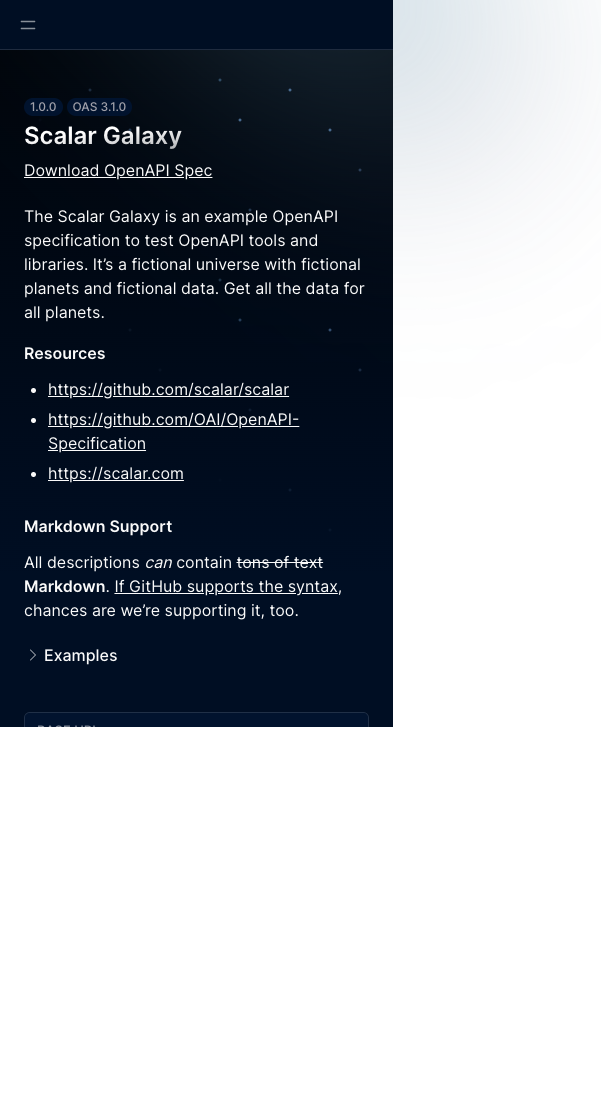 1.0.0 OAS 3.1.0
Scalar Galaxy
Download OpenAPI Spec
The Scalar Galaxy is an example OpenAPI
specification to test OpenAPI tools and
libraries. It’s a fictional universe with fictional
planets and fictional data. Get all the data for
all planets.
Resources
• https://github.com/scalar/scalar
• https://github.com/OAI/OpenAPI-
Specification
• https://scalar.com
Markdown Support
All descriptions can contain tons of text
Markdown. If GitHub supports the syntax,
chances are we’re supporting it, too.
Examples